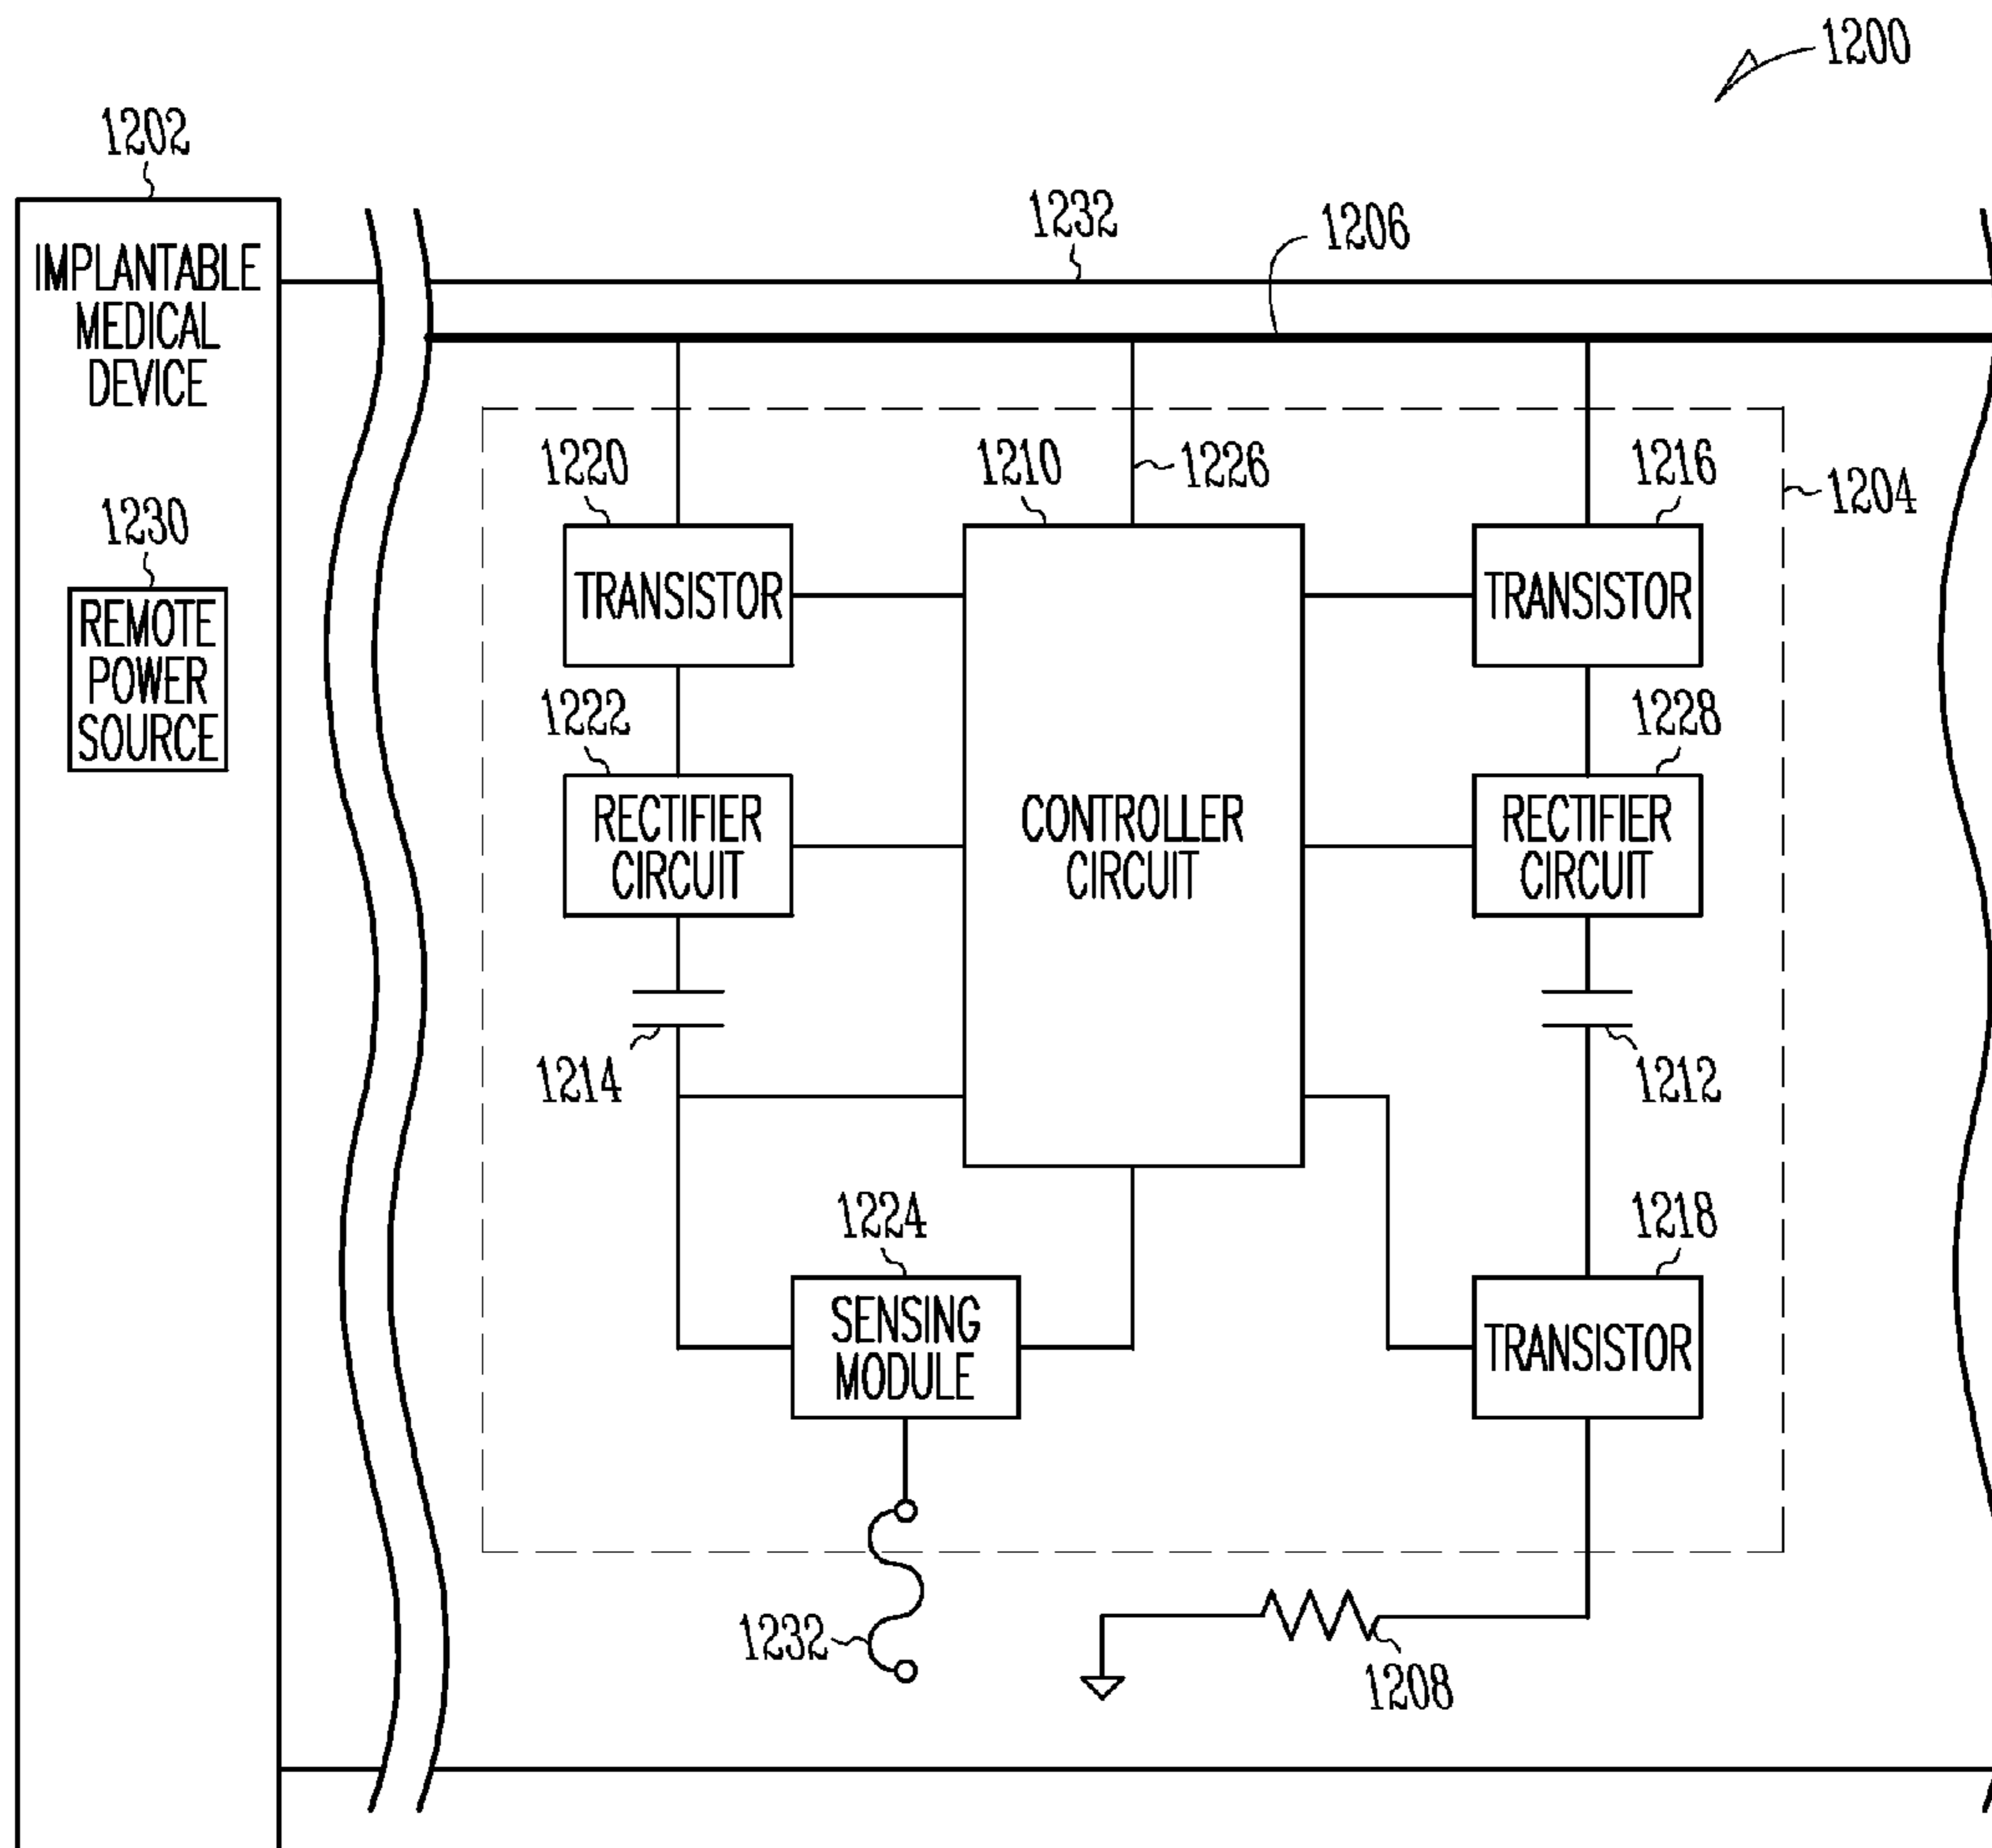 1200
1202
IMPLANTABLE
MEDICAL
DEVICE
1230
REMOTE
POWER
SOURCE
1232
1206
1220
1210
1226
1216
1204
TRANSISTOR
TRANSISTOR
1222
1228
RECTIFIER
CIRCUIT
CONTROLLER
CIRCUIT
RECTIFIER
CIRCUIT
1214
1212
1224
1218
SENSING
MODULE
TRANSISTOR
1232
1208